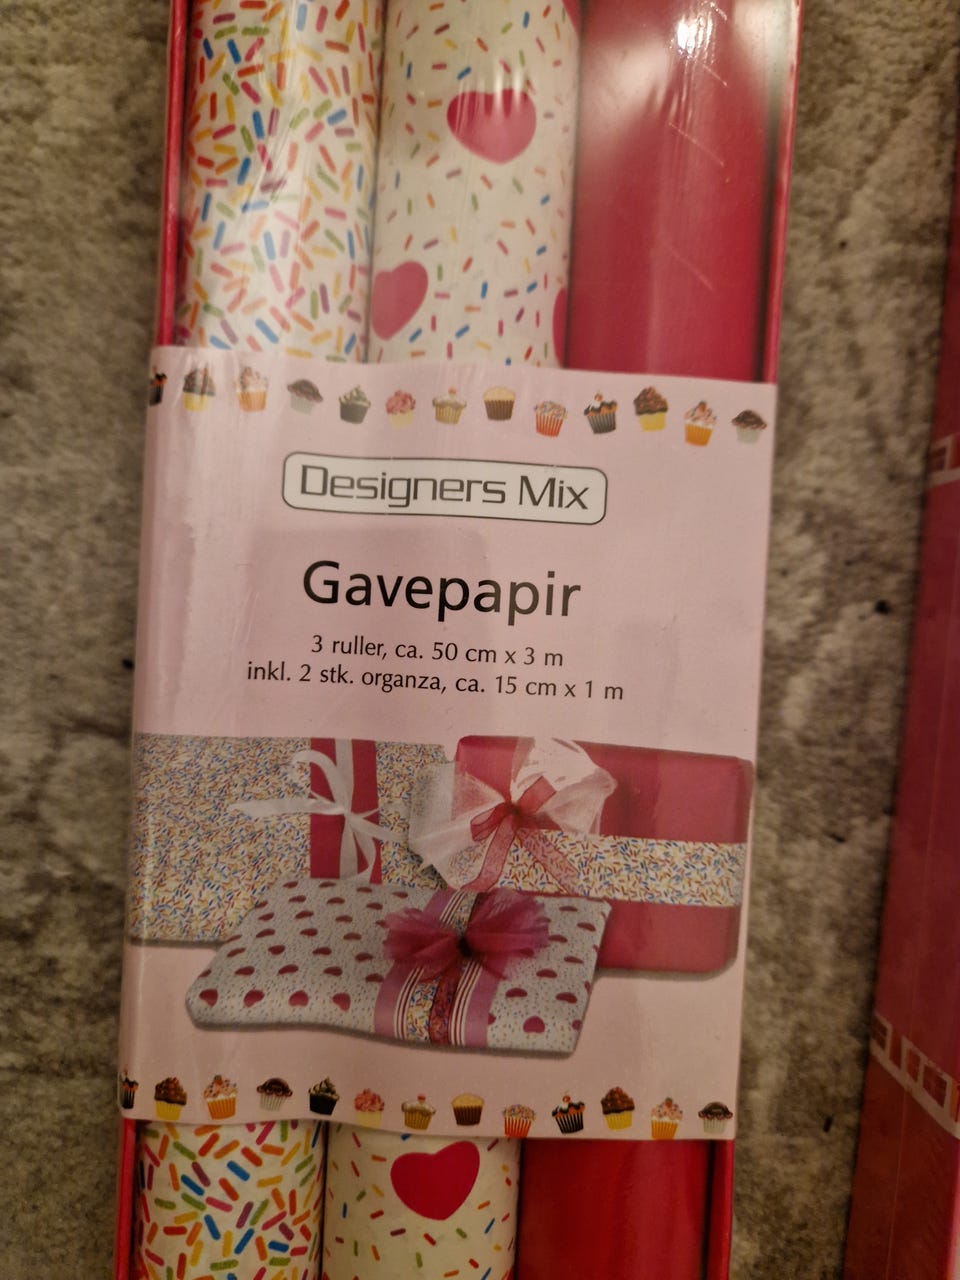 Designers Mix
Gavepapir
3 ruller, ca. 50 cm x 3 m
inkl. 2 stk. organza, ca. 15 cm x 1 m